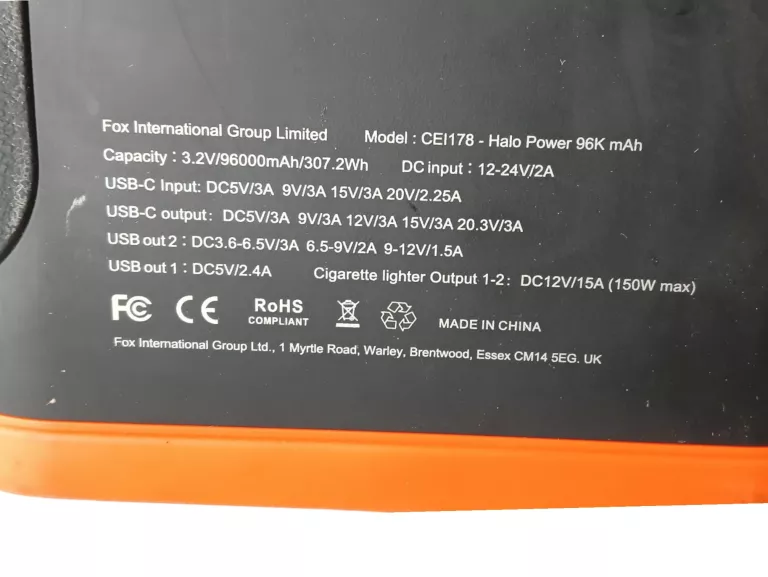 Fox International Group Limited Model : CEI178 - Halo Power 96K mAh
Capacity : 3.2V/96000mAh/307.2Wh DC input : 12-24V/2A
USB-C Input: DC5V/3A 9V/3A 15V/3A 20V/2.25A
USB-C output: DC5V/3A 9V/3A 12V/3A 15V/3A 20.3V/3A
USB out 2 : DC3.6-6.5V/3A 6.5-9V/2A 9-12V/1.5A
USB out 1 : DC5V/2.4A Cigarette lighter Output 1-2: DC12V/15A (150W max)
FC CE RoHS
COMPLIANT MADE IN CHINA
Fox International Group Ltd., 1 Myrtle Road, Warley, Brentwood, Essex CM14 5EG. UK